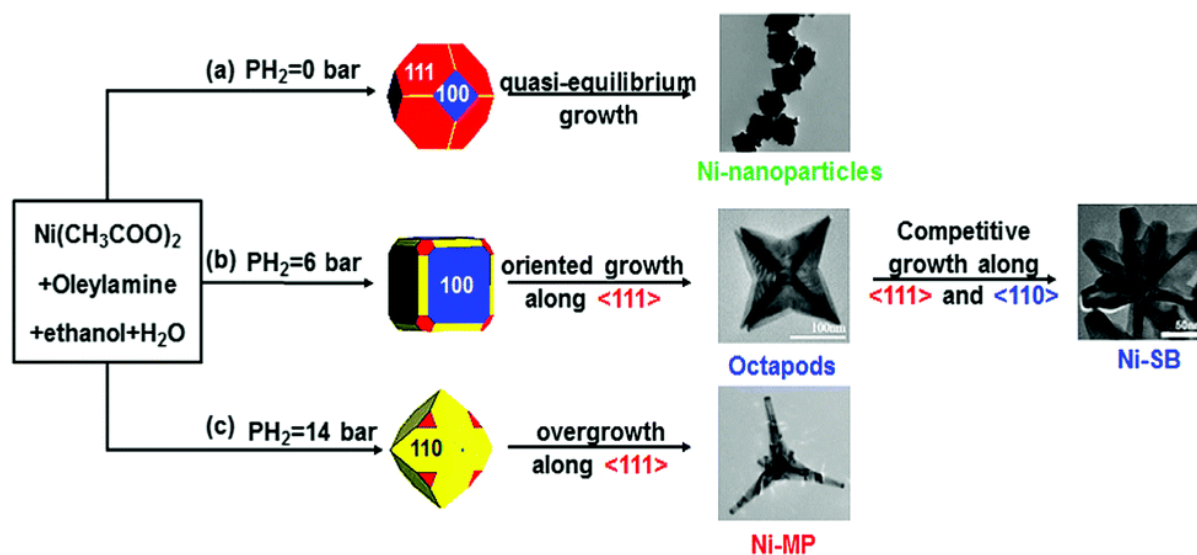 (a) PH₂=0 bar
111
100
quasi-equilibrium
growth
Ni-nanoparticles
Ni(CH₃COO)₂
+Oleylamine
+ethanol+H₂O
(b) PH₂=6 bar
100
oriented growth
along <111>
100nm
Octapods
Competitive
growth along
<111> and <110>
50nm
Ni-SB
(c) PH₂=14 bar
110
overgrowth
along <111>
Ni-MP